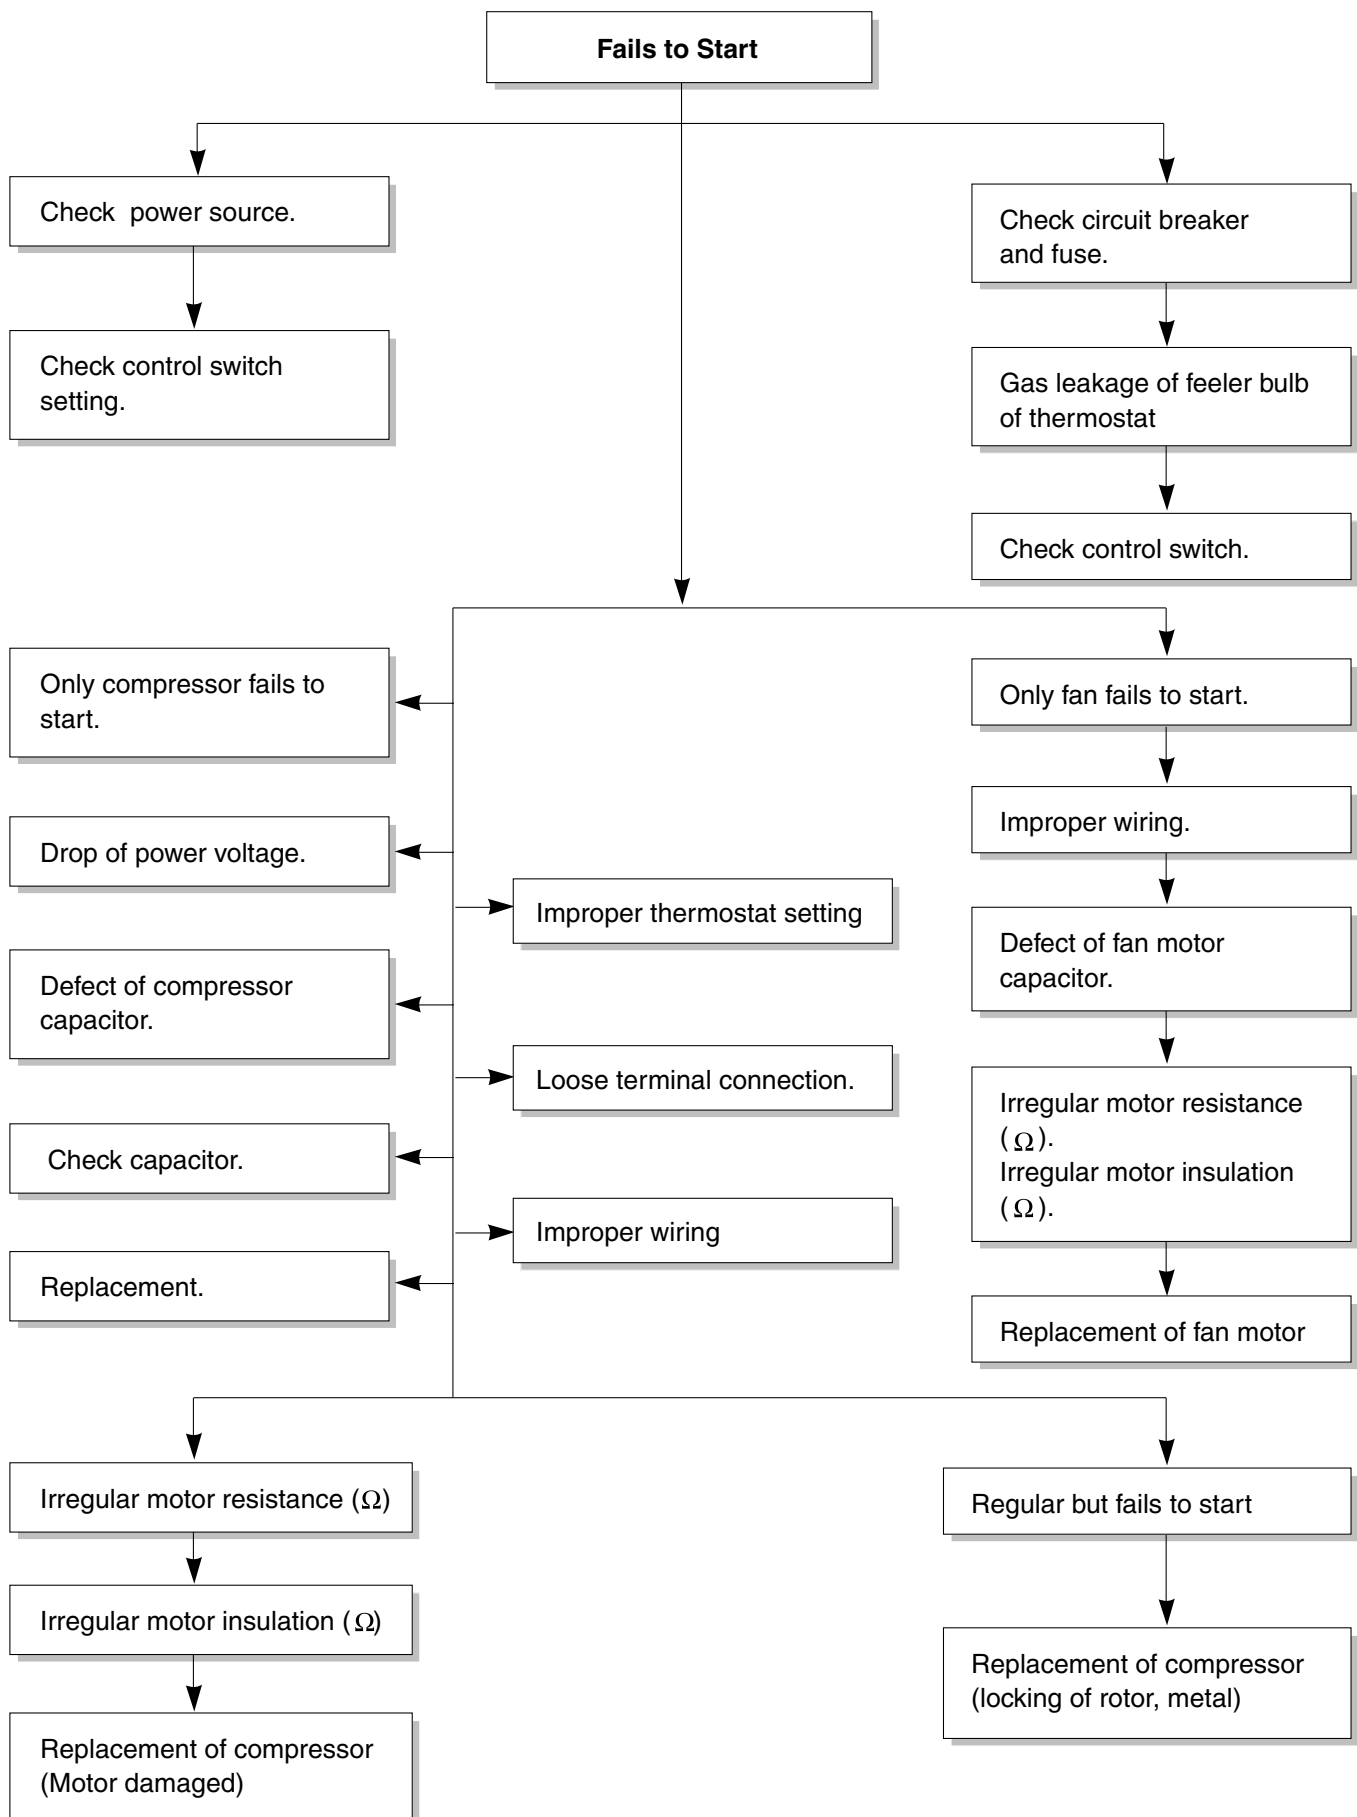 Fails to Start
Check power source.
Check circuit breaker
and fuse.
Check control switch
setting.
Gas leakage of feeler bulb
of thermostat
Check control switch.
Only compressor fails to
start.
Only fan fails to start.
Drop of power voltage.
Improper wiring.
Improper thermostat setting
Defect of fan motor
capacitor.
Defect of compressor
capacitor.
Loose terminal connection.
Irregular motor resistance
(Ω).
Irregular motor insulation
(Ω).
Check capacitor.
Improper wiring
Replacement.
Replacement of fan motor
Irregular motor resistance (Ω)
Regular but fails to start
Irregular motor insulation (Ω)
Replacement of compressor
(locking of rotor, metal)
Replacement of compressor
(Motor damaged)